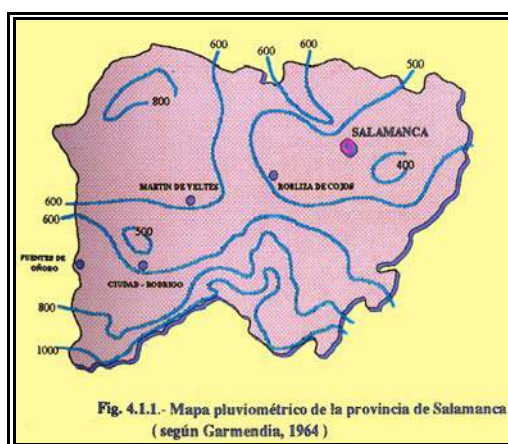 600
600
600
500
800
SALAMANCA
400
ROBLIZA DE COJOS
MARTIN DE YELTES
600
600
500
FUENTES DE
OÑORO
CIUDAD - RODRIGO
800
1000
Fig. 4.1.1.- Mapa pluviométrico de la provincia de Salamanca
( según Garmendia, 1964 )